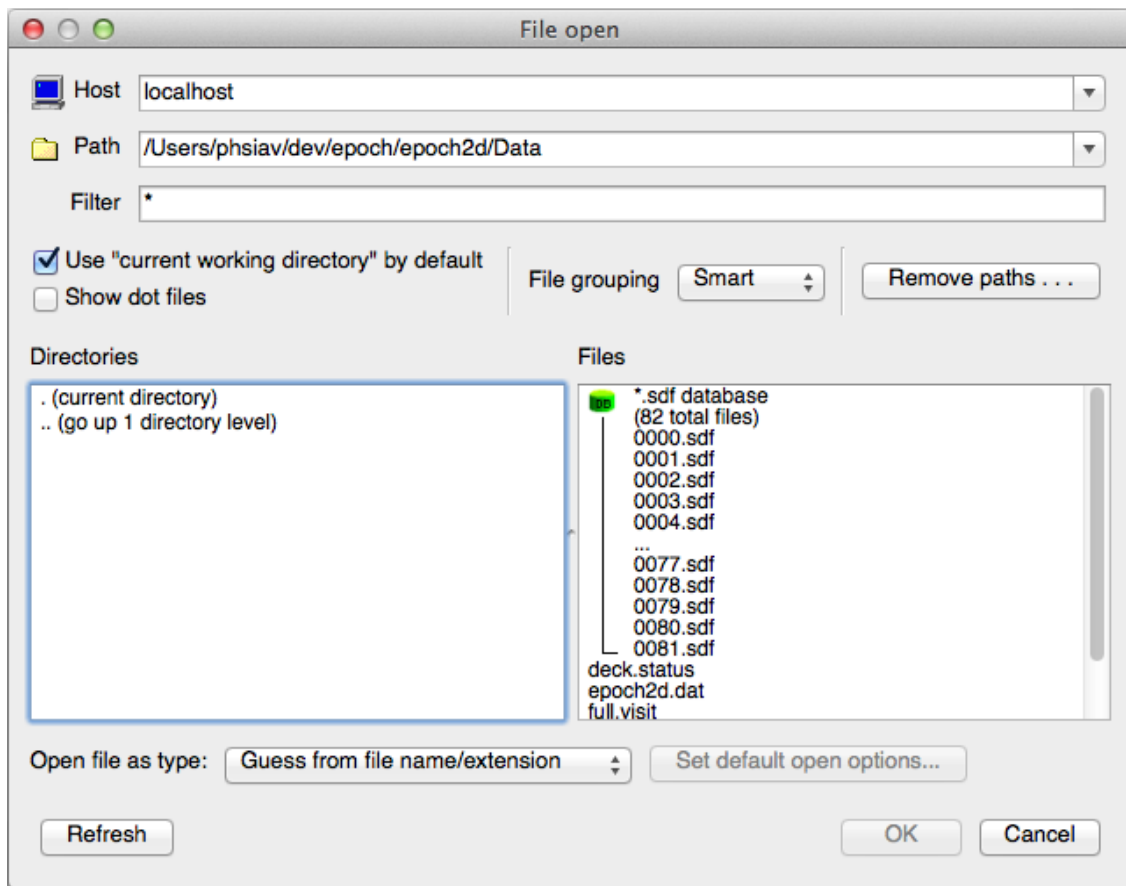 File open
Host localhost
Path /Users/phsiav/dev/epoch/epoch2d/Data
Filter *
Use "current working directory" by default
Show dot files
File grouping Smart
Remove paths . . .
Directories
. (current directory)
.. (go up 1 directory level)
Files
DB
*.sdf database
(82 total files)
0000.sdf
0001.sdf
0002.sdf
0003.sdf
0004.sdf
...
0077.sdf
0078.sdf
0079.sdf
0080.sdf
0081.sdf
deck.status
epoch2d.dat
full.visit
Open file as type: Guess from file name/extension
Set default open options...
Refresh
OK
Cancel